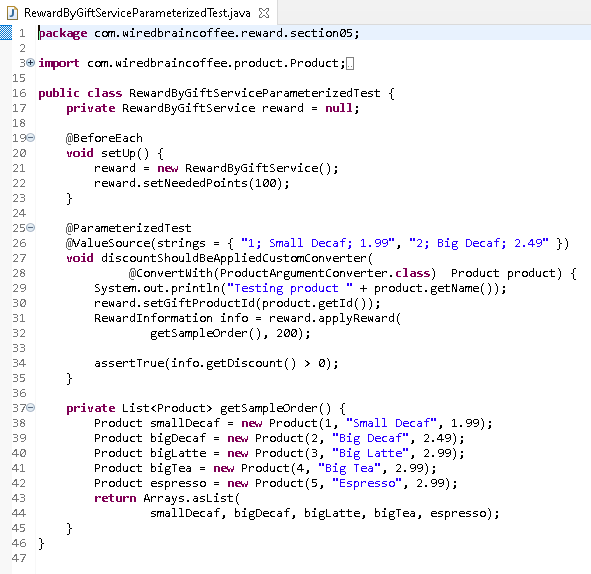 RewardByGiftServiceParameterizedTest.java
1 package com.wiredbraincoffee.reward.section05;
2
3 import com.wiredbraincoffee.product.Product;
15
16 public class RewardByGiftServiceParameterizedTest {
17     private RewardByGiftService reward = null;
18
19     @BeforeEach
20     void setUp() {
21         reward = new RewardByGiftService();
22         reward.setNeededPoints(100);
23     }
24
25     @ParameterizedTest
26     @ValueSource(strings = { "1; Small Decaf; 1.99", "2; Big Decaf; 2.49" })
27     void discountShouldBeAppliedCustomConverter(
28              @ConvertWith(ProductArgumentConverter.class)  Product product) {
29         System.out.println("Testing product " + product.getName());
30         reward.setGiftProductId(product.getId());
31         RewardInformation info = reward.applyReward(
32                 getSampleOrder(), 200);
33
34         assertTrue(info.getDiscount() > 0);
35     }
36
37     private List<Product> getSampleOrder() {
38         Product smallDecaf = new Product(1, "Small Decaf", 1.99);
39         Product bigDecaf = new Product(2, "Big Decaf", 2.49);
40         Product bigLatte = new Product(3, "Big Latte", 2.99);
41         Product bigTea = new Product(4, "Big Tea", 2.99);
42         Product espresso = new Product(5, "Espresso", 2.99);
43         return Arrays.asList(
44                 smallDecaf, bigDecaf, bigLatte, bigTea, espresso);
45     }
46 }
47